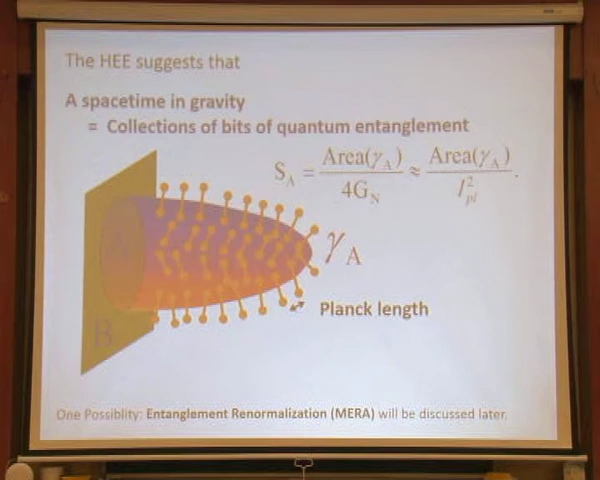 The HEE suggests that
A spacetime in gravity
= Collections of bits of quantum entanglement
S_A = Area(γ_A) / 4G_N ≈ Area(γ_A) / l_pl^2 .
A
γ_A
Planck length
B
One Possiblity: Entanglement Renormalization (MERA) will be discussed later.